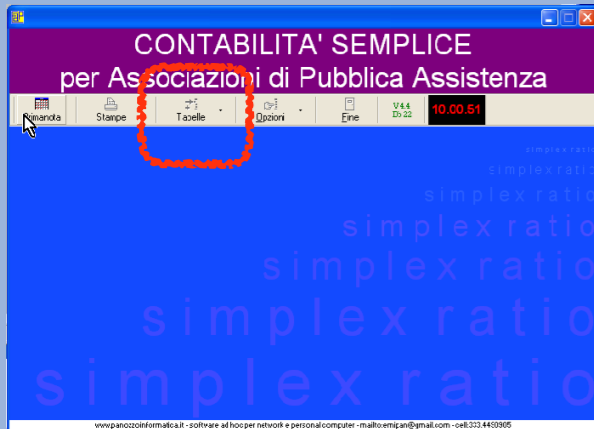 CONTABILITA' SEMPLICE
per Associazioni di Pubblica Assistenza
Primanota Stampe Tabelle Opzioni Fine V4.4 10.00.51
Db 22
simplex ratio
simplex ratio
simplex ratio
simplex ratio
simplex ratio
simplex ratio
simplex ratio
www.panozzoinformatica.it - software ad hoc per network e personal computer - mailto:emipan@gmail.com - cell:333.4490905